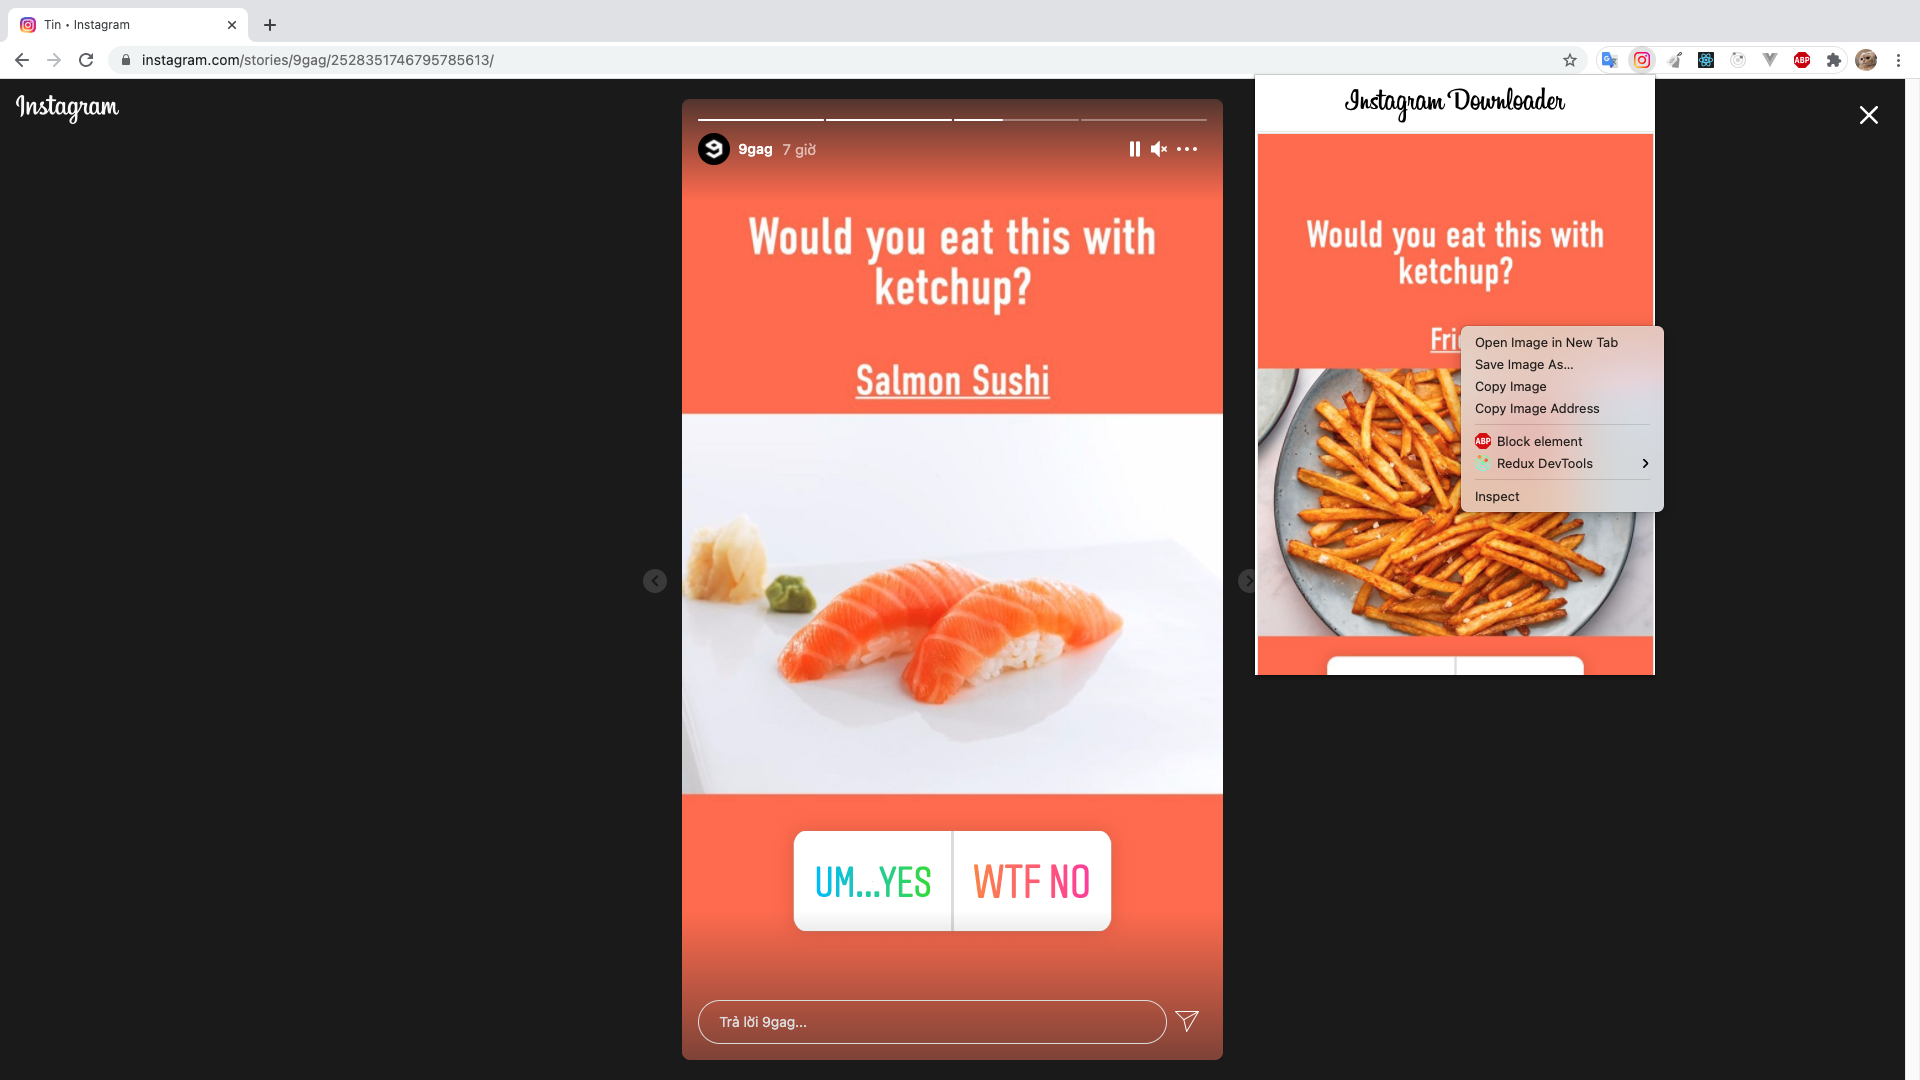 Tin • Instagram
instagram.com/stories/9gag/2528351746795785613/
ABP
Instagram
9gag 7 giờ
Would you eat this with
ketchup?
Salmon Sushi
UM...YES
WTF NO
Trả lời 9gag...
Instagram Downloader
Would you eat this with
ketchup?
Open Image in New Tab
Save Image As...
Copy Image
Copy Image Address
ABP Block element
Redux DevTools
Inspect